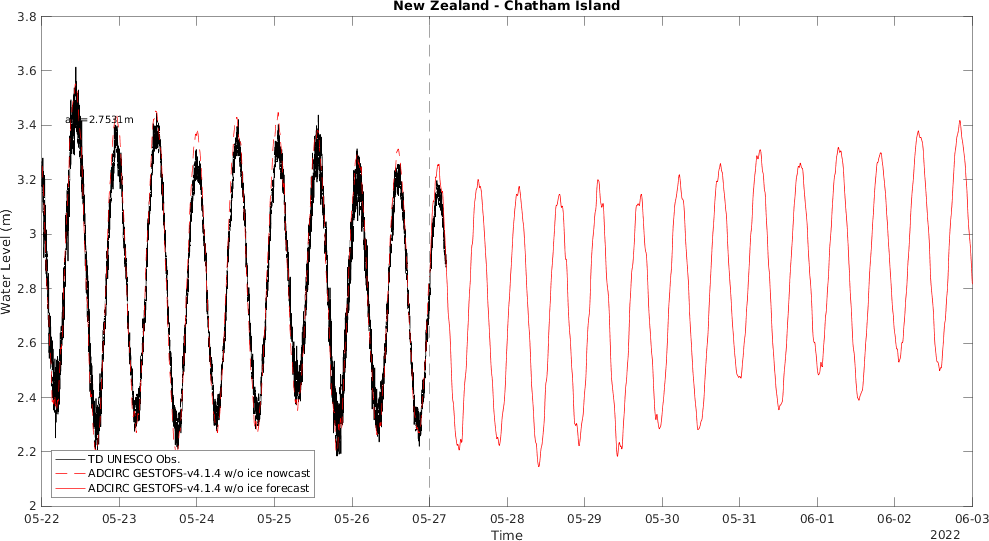 New Zealand - Chatham Island
3.8
3.6
3.4
3.2
3
2.8
2.6
2.4
2.2
2
Water Level (m)
=2.7531m
TD UNESCO Obs.
ADCIRC GESTOFS-v4.1.4 w/o ice nowcast
ADCIRC GESTOFS-v4.1.4 w/o ice forecast
05-22 05-23 05-24 05-25 05-26 05-27 05-28 05-29 05-30 05-31 06-01 06-02 06-03
Time
2022